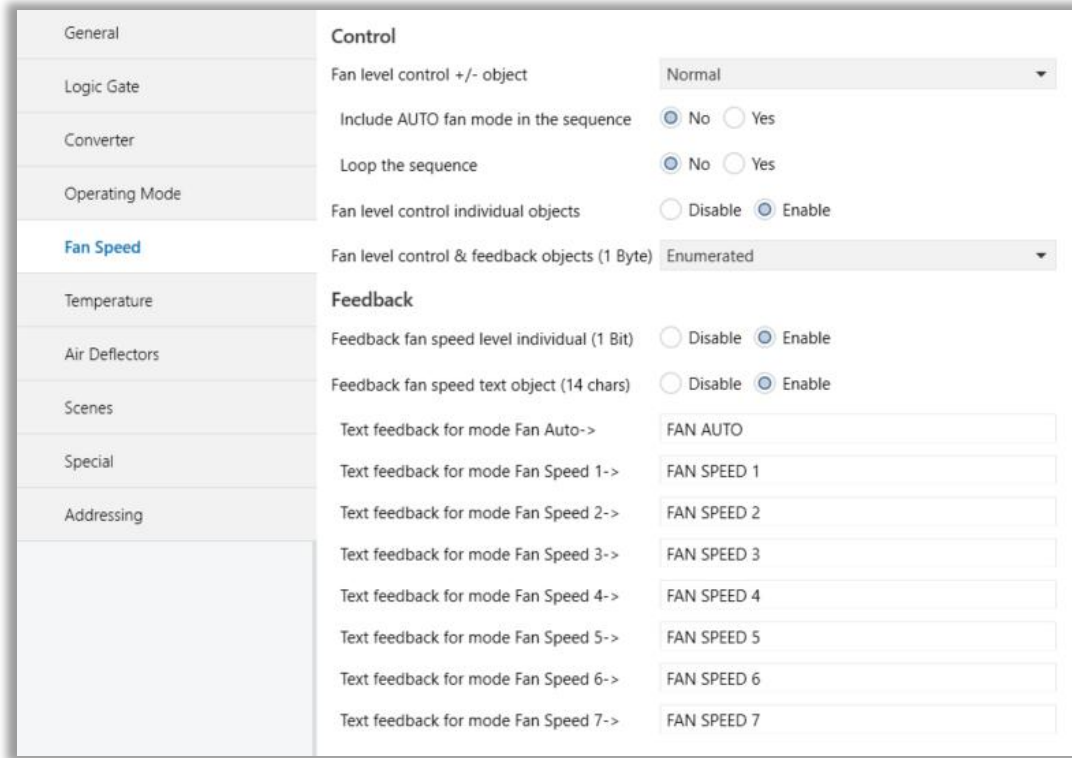 General
Logic Gate
Converter
Operating Mode
Fan Speed
Temperature
Air Deflectors
Scenes
Special
Addressing
Control
Fan level control +/- object Normal
Include AUTO fan mode in the sequence No Yes
Loop the sequence No Yes
Fan level control individual objects Disable Enable
Fan level control & feedback objects (1 Byte) Enumerated
Feedback
Feedback fan speed level individual (1 Bit) Disable Enable
Feedback fan speed text object (14 chars) Disable Enable
Text feedback for mode Fan Auto-> FAN AUTO
Text feedback for mode Fan Speed 1-> FAN SPEED 1
Text feedback for mode Fan Speed 2-> FAN SPEED 2
Text feedback for mode Fan Speed 3-> FAN SPEED 3
Text feedback for mode Fan Speed 4-> FAN SPEED 4
Text feedback for mode Fan Speed 5-> FAN SPEED 5
Text feedback for mode Fan Speed 6-> FAN SPEED 6
Text feedback for mode Fan Speed 7-> FAN SPEED 7